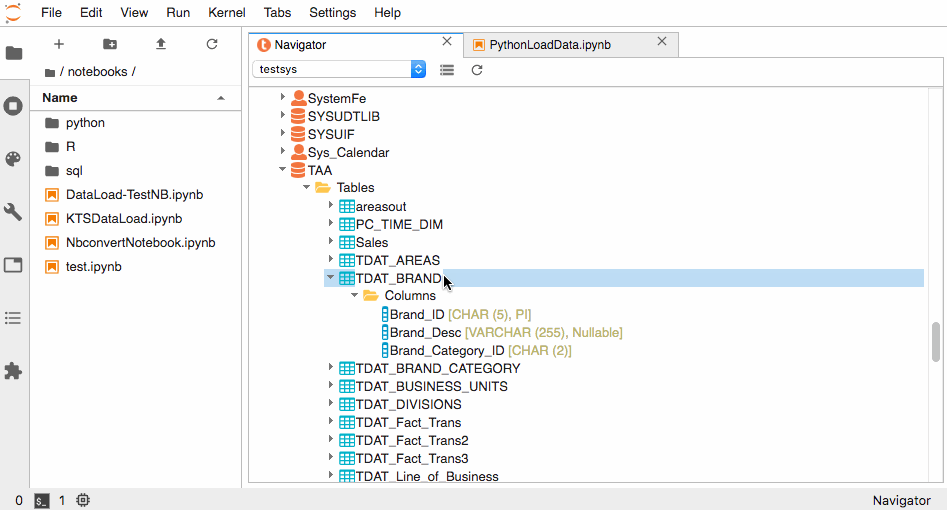 File Edit View Run Kernel Tabs Settings Help
Navigator
PythonLoadData.ipynb
testsys
/ notebooks /
Name
python
R
sql
DataLoad-TestNB.ipynb
KTSDataLoad.ipynb
NbconvertNotebook.ipynb
test.ipynb
SystemFe
SYSUDTLIB
SYSUIF
Sys_Calendar
TAA
Tables
areasout
PC_TIME_DIM
Sales
TDAT_AREAS
TDAT_BRAND
Columns
Brand_ID [CHAR (5), PI]
Brand_Desc [VARCHAR (255), Nullable]
Brand_Category_ID [CHAR (2)]
TDAT_BRAND_CATEGORY
TDAT_BUSINESS_UNITS
TDAT_DIVISIONS
TDAT_Fact_Trans
TDAT_Fact_Trans2
TDAT_Fact_Trans3
TDAT_Line_of_Business
0 $_ 1 Navigator